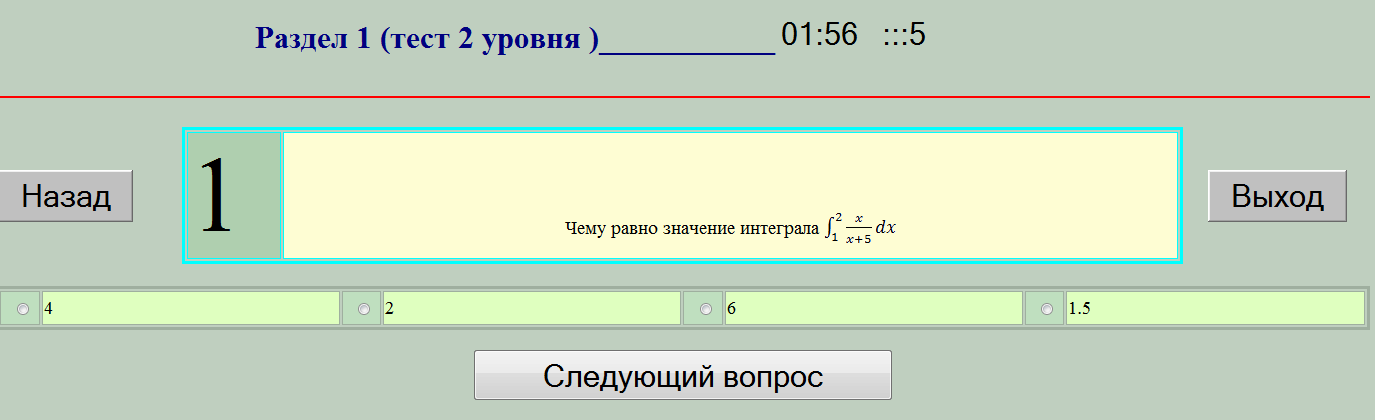 Раздел 1 (тест 2 уровня )___________ 01:56 :::5
Назад
1
Чему равно значение интеграла ∫₁² x/(x+5) dx
Выход
4
2
6
1.5
Следующий вопрос